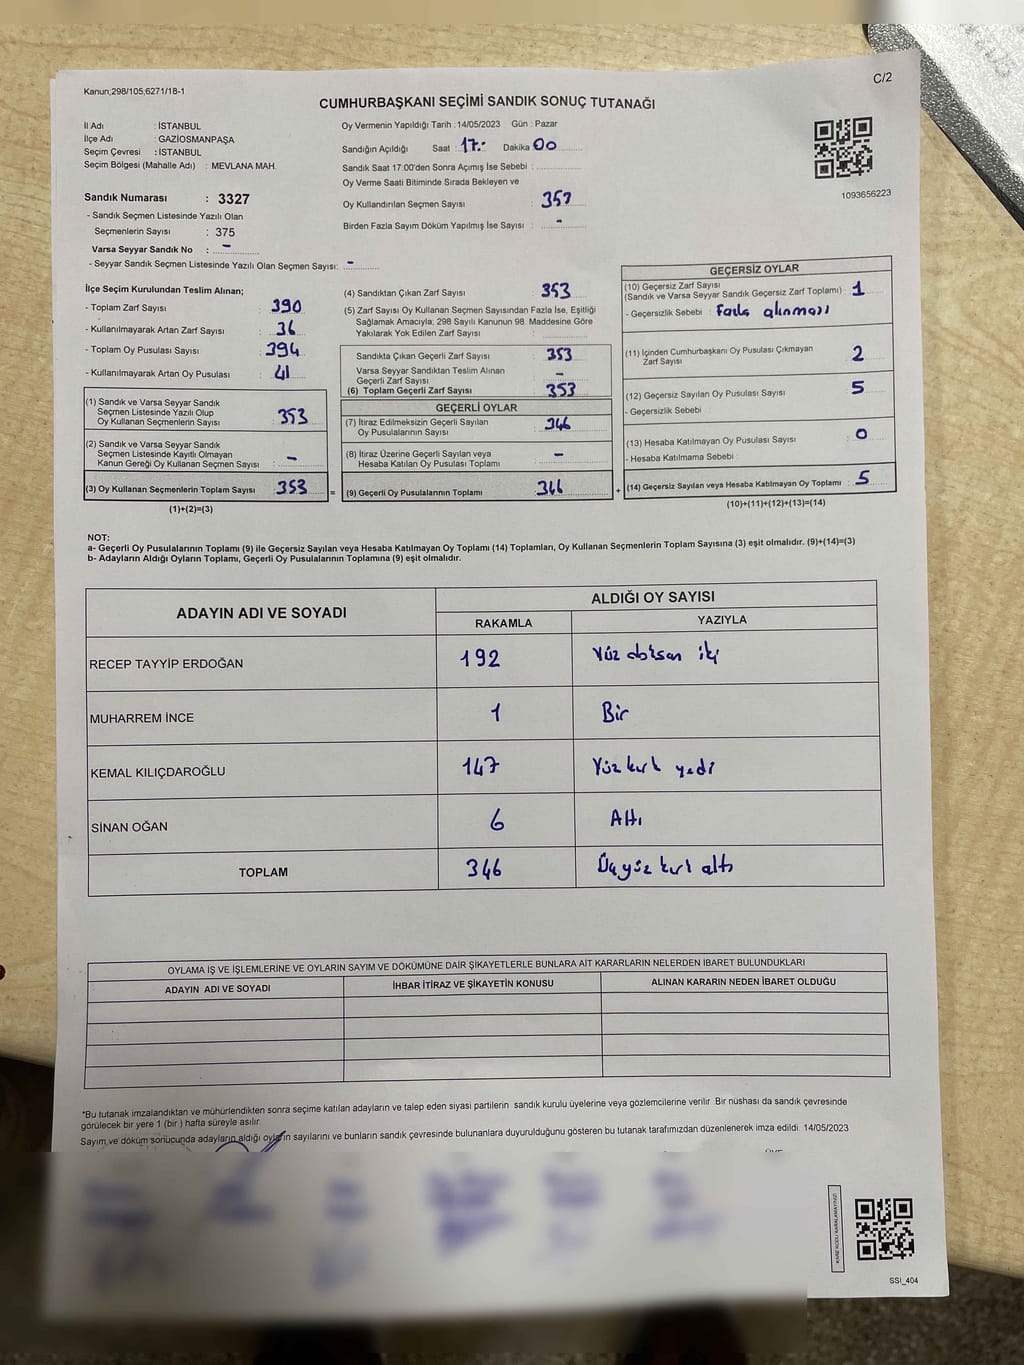 C/2
Kanun;298/105,6271/18-1
CUMHURBAŞKANI SEÇİMİ SANDIK SONUÇ TUTANAĞI
İl Adı : İSTANBUL
İlçe Adı : GAZİOSMANPAŞA
Seçim Çevresi : İSTANBUL
Seçim Bölgesi (Mahalle Adı) : MEVLANA MAH.
Sandık Numarası : 3327
- Sandık Seçmen Listesinde Yazılı Olan
Seçmenlerin Sayısı : 375
Varsa Seyyar Sandık No : -
- Seyyar Sandık Seçmen Listesinde Yazılı Olan Seçmen Sayısı: -
Oy Vermenin Yapıldığı Tarih :14/05/2023 Gün : Pazar
Sandığın Açıldığı Saat : 17:. Dakika 00
Sandık Saat 17:00'den Sonra Açımış İse Sebebi :
Oy Verme Saati Bitiminde Sırada Bekleyen ve
Oy Kullandırılan Seçmen Sayısı : 357
Birden Fazla Sayım Döküm Yapılmış İse Sayısı : -
1093656223
İlçe Seçim Kurulundan Teslim Alınan;
- Toplam Zarf Sayısı : 390
- Kullanılmayarak Artan Zarf Sayısı : 36
- Toplam Oy Pusulası Sayısı : 394
- Kullanılmayarak Artan Oy Pusulası : 41
(1) Sandık ve Varsa Seyyar Sandık
Seçmen Listesinde Yazılı Olup
Oy Kullanan Seçmenlerin Sayısı : 353
(2) Sandık ve Varsa Seyyar Sandık
Seçmen Listesinde Kayıtlı Olmayan
Kanun Gereği Oy Kullanan Seçmen Sayısı : -
(3) Oy Kullanan Seçmenlerin Toplam Sayısı : 353 =
(1)+(2)=(3)
(4) Sandıktan Çıkan Zarf Sayısı : 353
(5) Zarf Sayısı Oy Kullanan Seçmen Sayısından Fazla İse, Eşitliği
Sağlamak Amacıyla; 298 Sayılı Kanunun 98. Maddesine Göre
Yakılarak Yok Edilen Zarf Sayısı :
Sandıkta Çıkan Geçerli Zarf Sayısı : 353
Varsa Seyyar Sandıktan Teslim Alınan
Geçerli Zarf Sayısı : -
(6) Toplam Geçerli Zarf Sayısı : 353
GEÇERLİ OYLAR
(7) İtiraz Edilmeksizin Geçerli Sayılan
Oy Pusulalarının Sayısı : 346
(8) İtiraz Üzerine Geçerli Sayılan veya
Hesaba Katılan Oy Pusulası Toplamı : -
(9) Geçerli Oy Pusulalarının Toplamı : 346 +
GEÇERSİZ OYLAR
(10) Geçersiz Zarf Sayısı
(Sandık ve Varsa Seyyar Sandık Geçersiz Zarf Toplamı) : 1
- Geçersizlik Sebebi : Fazla alınması
(11) İçinden Cumhurbaşkanı Oy Pusulası Çıkmayan
Zarf Sayısı : 2
(12) Geçersiz Sayılan Oy Pusulası Sayısı : 5
- Geçersizlik Sebebi :
(13) Hesaba Katılmayan Oy Pusulası Sayısı : 0
- Hesaba Katılmama Sebebi :
(14) Geçersiz Sayılan veya Hesaba Katılmayan Oy Toplamı : 5
(10)+(11)+(12)+(13)=(14)
NOT:
a- Geçerli Oy Pusulalarının Toplamı (9) ile Geçersiz Sayılan veya Hesaba Katılmayan Oy Toplamı (14) Toplamları, Oy Kullanan Seçmenlerin Toplam Sayısına (3) eşit olmalıdır. (9)+(14)=(3)
b- Adayların Aldığı Oyların Toplamı, Geçerli Oy Pusulalarının Toplamına (9) eşit olmalıdır.
ADAYIN ADI VE SOYADI ALDIĞI OY SAYISI
RAKAMLA YAZIYLA
RECEP TAYYİP ERDOĞAN 192 Yüz doksan iki
MUHARREM İNCE 1 Bir
KEMAL KILIÇDAROĞLU 147 Yüz kırk yedi
SİNAN OĞAN 6 Altı
TOPLAM 346 Üçyüz kırk altı
OYLAMA İŞ VE İŞLEMLERİNE VE OYLARIN SAYIM VE DÖKÜMÜNE DAİR ŞİKAYETLERLE BUNLARA AİT KARARLARIN NELERDEN İBARET BULUNDUKLARI
ADAYIN ADI VE SOYADI İHBAR İTİRAZ VE ŞİKAYETİN KONUSU ALINAN KARARIN NEDEN İBARET OLDUĞU
*Bu tutanak imzalandıktan ve mühürlendikten sonra seçime katılan adayların ve talep eden siyasi partilerin sandık kurulu üyelerine veya gözlemcilerine verilir. Bir nüshası da sandık çevresinde
görülecek bir yere 1 (bir ) hafta süreyle asılır.
Sayım ve döküm sonucunda adayların aldığı oyların sayılarını ve bunların sandık çevresinde bulunanlara duyurulduğunu gösteren bu tutanak tarafımızdan düzenlenerek imza edildi. 14/05/2023
KAREKODU KARALAMAYINIZ!
SSI_404